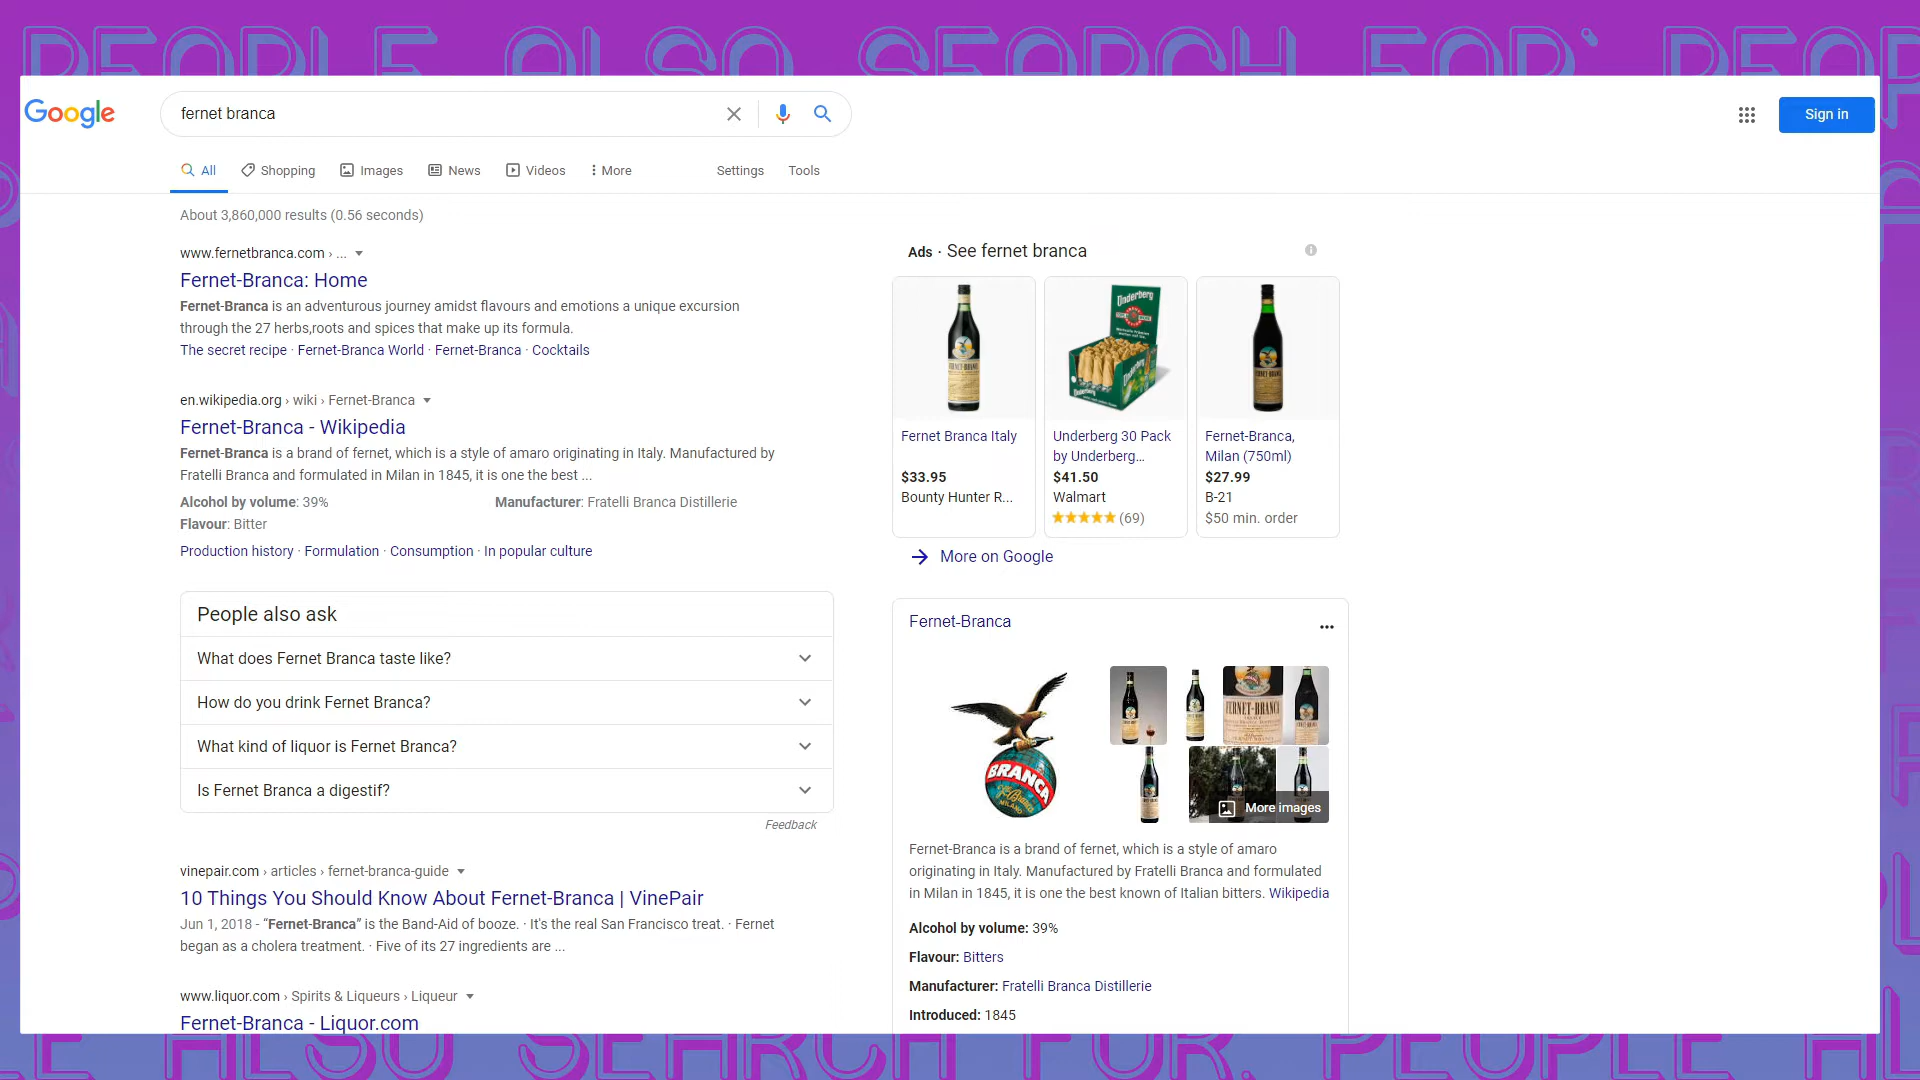 PEOPLE ALSO SEARCH FOR: PEOP
Google
fernet branca
Sign in
All
Shopping
Images
News
Videos
More
Settings
Tools
About 3,860,000 results (0.56 seconds)
www.fernetbranca.com › ...
Fernet-Branca: Home
Fernet-Branca is an adventurous journey amidst flavours and emotions a unique excursion
through the 27 herbs,roots and spices that make up its formula.
The secret recipe · Fernet-Branca World · Fernet-Branca · Cocktails
en.wikipedia.org › wiki › Fernet-Branca
Fernet-Branca - Wikipedia
Fernet-Branca is a brand of fernet, which is a style of amaro originating in Italy. Manufactured by
Fratelli Branca and formulated in Milan in 1845, it is one the best ...
Alcohol by volume: 39%
Manufacturer: Fratelli Branca Distillerie
Flavour: Bitter
Production history · Formulation · Consumption · In popular culture
People also ask
What does Fernet Branca taste like?
How do you drink Fernet Branca?
What kind of liquor is Fernet Branca?
Is Fernet Branca a digestif?
Feedback
vinepair.com › articles › fernet-branca-guide
10 Things You Should Know About Fernet-Branca | VinePair
Jun 1, 2018 - “Fernet-Branca” is the Band-Aid of booze. · It's the real San Francisco treat. · Fernet
began as a cholera treatment. · Five of its 27 ingredients are ...
www.liquor.com › Spirits & Liqueurs › Liqueur
Fernet-Branca - Liquor.com
Ads · See fernet branca
Underberg
Underberg
Fernet Branca Italy
$33.95
Bounty Hunter R...
Underberg 30 Pack
by Underberg...
$41.50
Walmart
(69)
Fernet-Branca,
Milan (750ml)
$27.99
B-21
$50 min. order
More on Google
Fernet-Branca
BRANCA
MILANO
FERNET-BRANCA
More images
Fernet-Branca is a brand of fernet, which is a style of amaro
originating in Italy. Manufactured by Fratelli Branca and formulated
in Milan in 1845, it is one the best known of Italian bitters. Wikipedia
Alcohol by volume: 39%
Flavour: Bitters
Manufacturer: Fratelli Branca Distillerie
Introduced: 1845
LE ALSO SEARCH FOR: PEOPLE AL